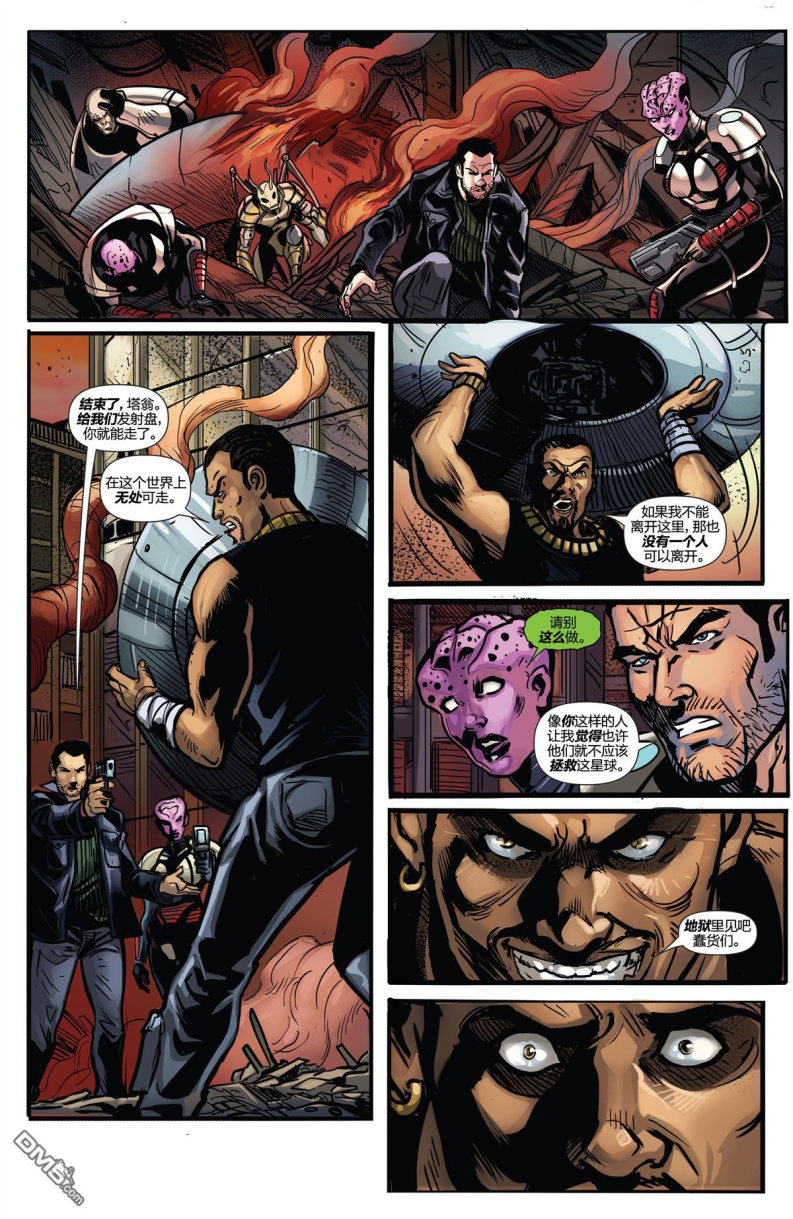 结束了，塔翁。
给我们发射盘，
你就能走了。
在这个世界上
无处可走。
如果我不能
离开这里，那也
没有一个人
可以离开。
请别
这么做。
像你这样的人
让我觉得也许
他们就不应该
拯救这星球。
地狱里见吧
蠢货们。
DM5.com